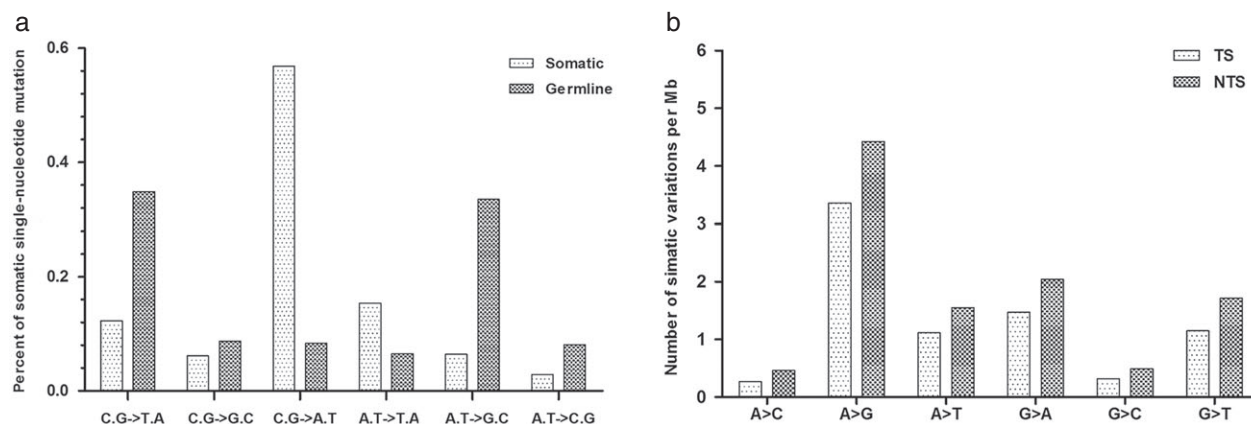 a
Percent of somatic single-nucleotide mutation
0.6
0.4
0.2
0.0
Somatic
Germline
C.G->T.A C.G->G.C C.G->A.T A.T->T.A A.T->G.C A.T->C.G
b
Number of simatic variations per Mb
6
5
4
3
2
1
0
TS
NTS
A>C A>G A>T G>A G>C G>T